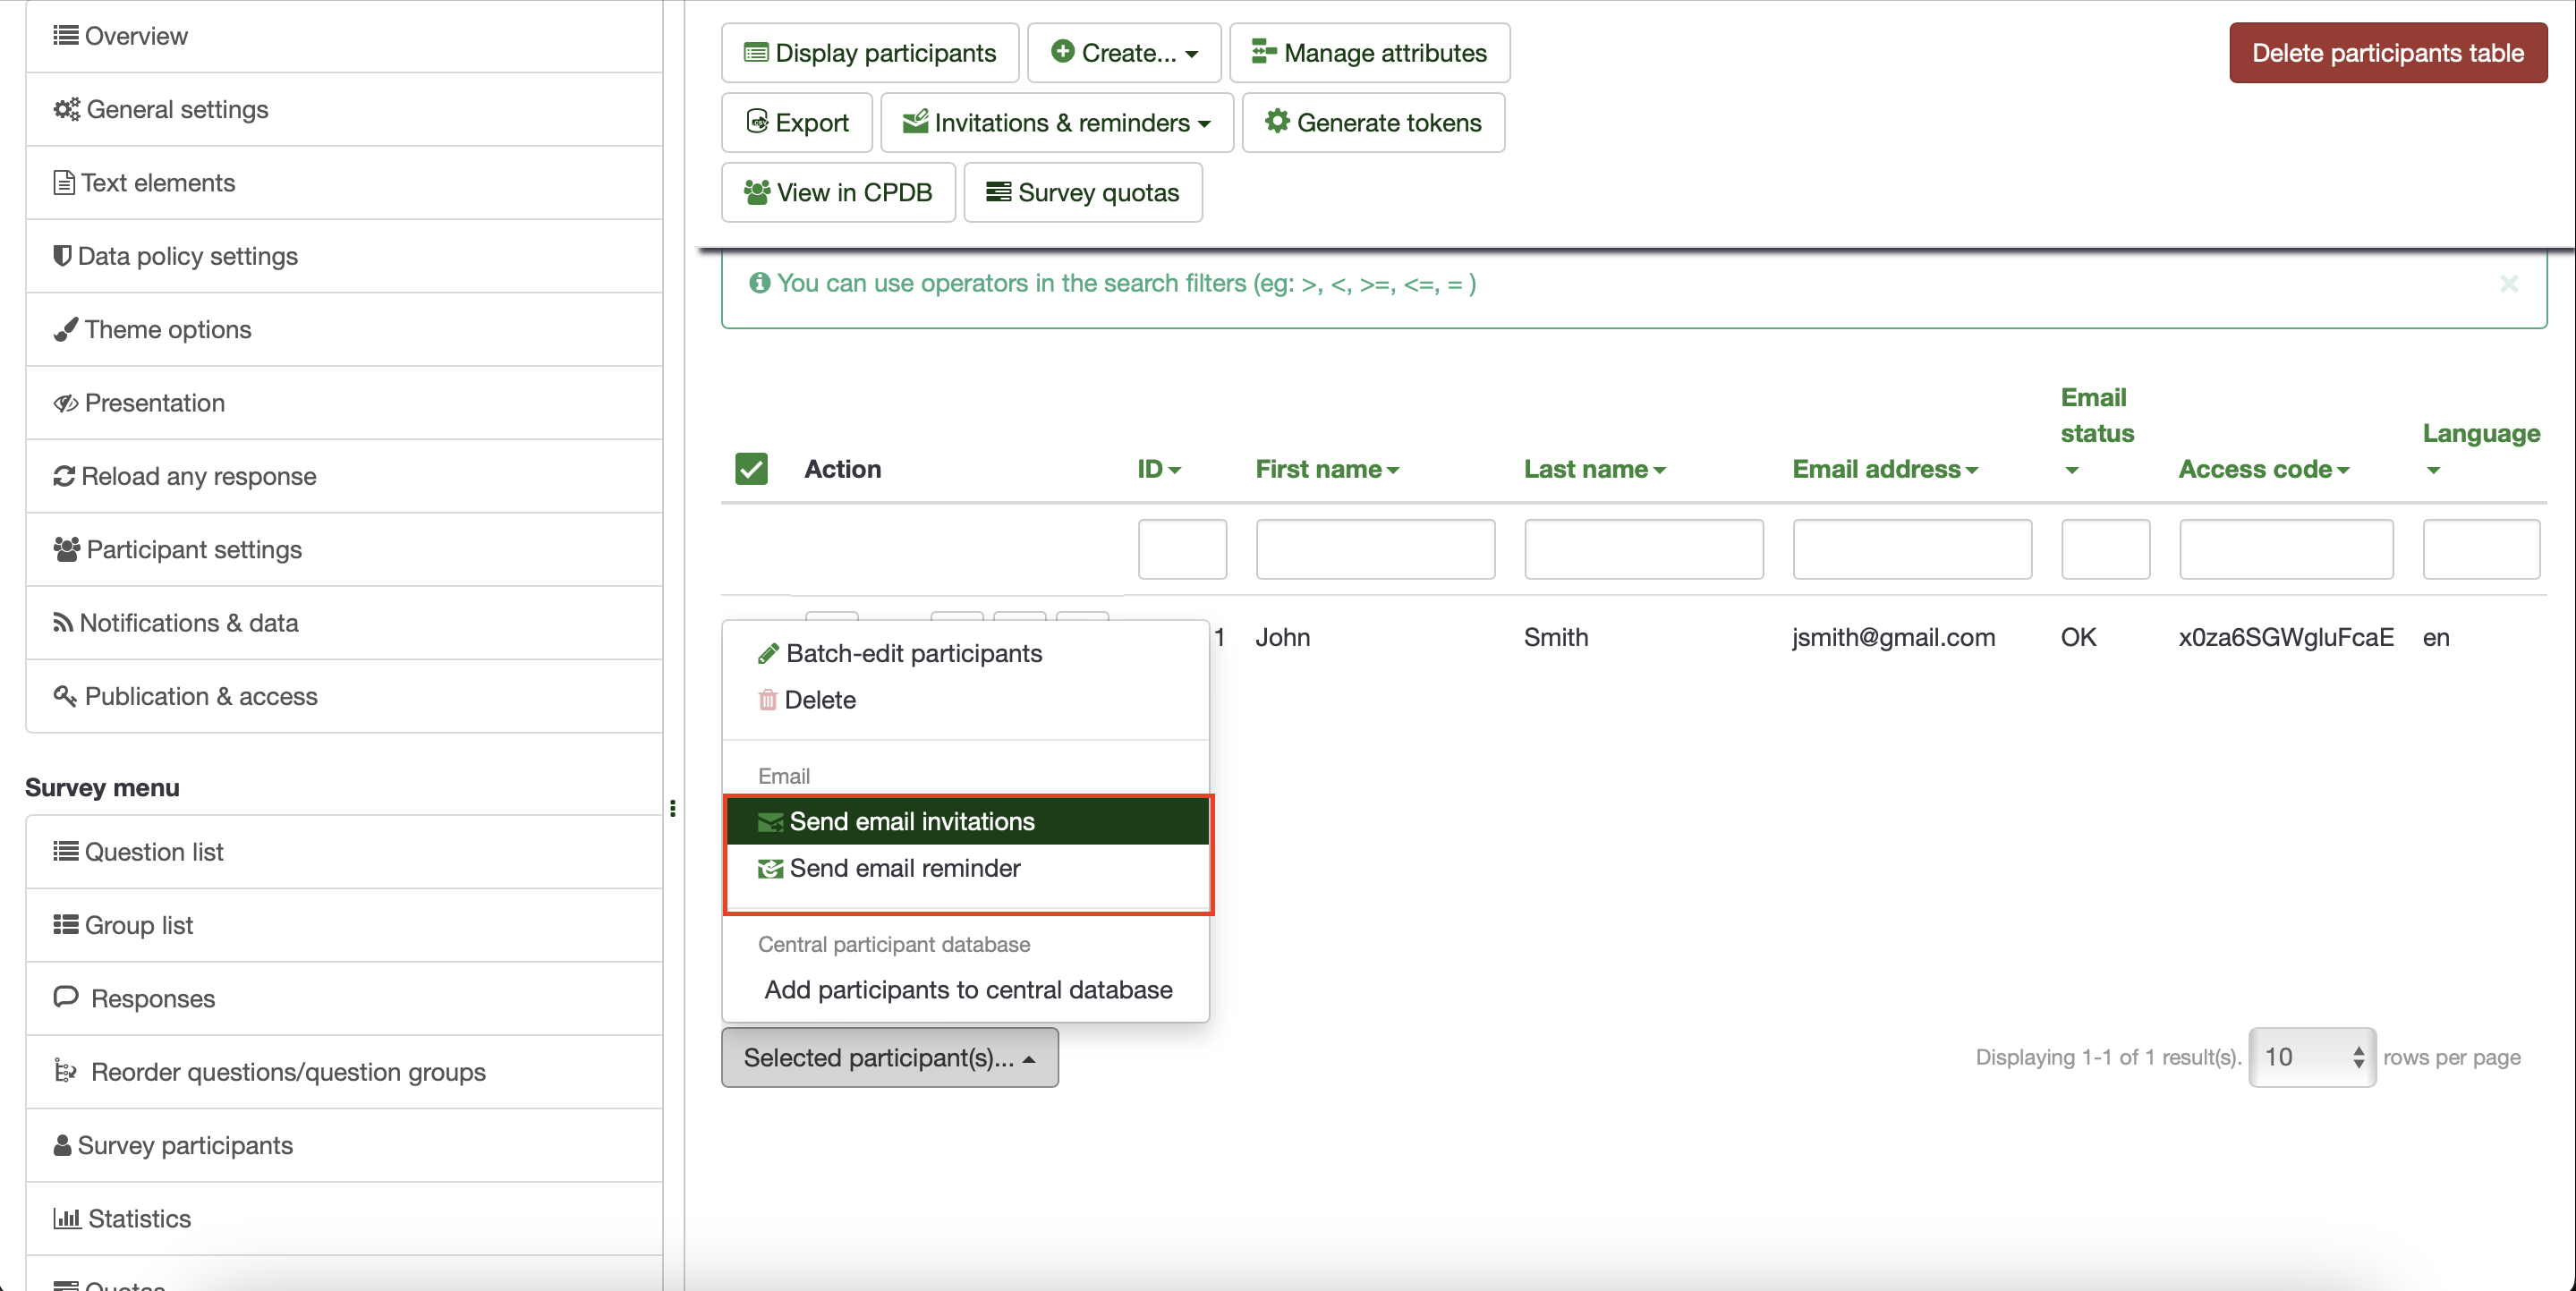 Overview
General settings
Text elements
Data policy settings
Theme options
Presentation
Reload any response
Participant settings
Notifications & data
Publication & access
Survey menu
Question list
Group list
Responses
Reorder questions/question groups
Survey participants
Statistics
Quotas
Display participants
Create...
Manage attributes
Delete participants table
Export
Invitations & reminders
Generate tokens
View in CPDB
Survey quotas
You can use operators in the search filters (eg: >, <, >=, <=, = )
Action
ID
First name
Last name
Email address
Email
status
Access code
Language
1
John
Smith
jsmith@gmail.com
OK
x0za6SGWgluFcaE
en
Batch-edit participants
Delete
Email
Send email invitations
Send email reminder
Central participant database
Add participants to central database
Selected participant(s)...
Displaying 1-1 of 1 result(s).
10
rows per page